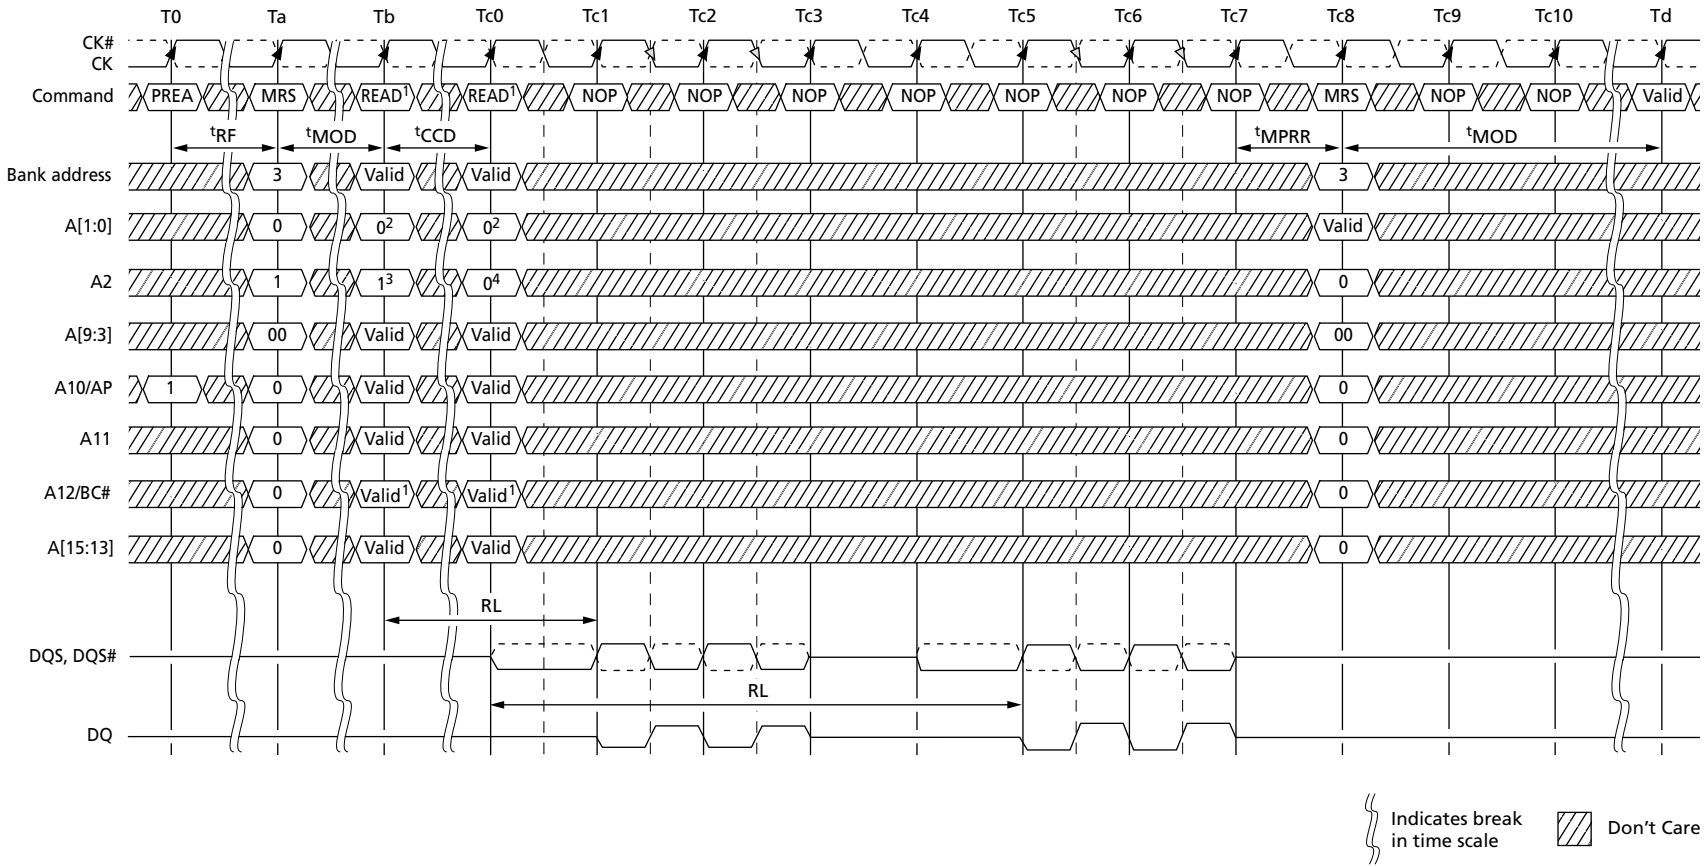 T0 Ta Tb Tc0 Tc1 Tc2 Tc3 Tc4 Tc5 Tc6 Tc7 Tc8 Tc9 Tc10 Td
CK#
CK
Command PREA MRS READ¹ READ¹ NOP NOP NOP NOP NOP NOP NOP MRS NOP NOP Valid
tRF tMOD tCCD tMPRR tMOD
Bank address 3 Valid Valid 3
A[1:0] 0 0² 0² Valid
A2 1 1³ 0⁴ 0
A[9:3] 00 Valid Valid 00
A10/AP 1 0 Valid Valid 0
A11 0 Valid Valid 0
A12/BC# 0 Valid¹ Valid¹ 0
A[15:13] 0 Valid Valid 0
RL
DQS, DQS#
RL
DQ
Indicates break
in time scale
Don't Care